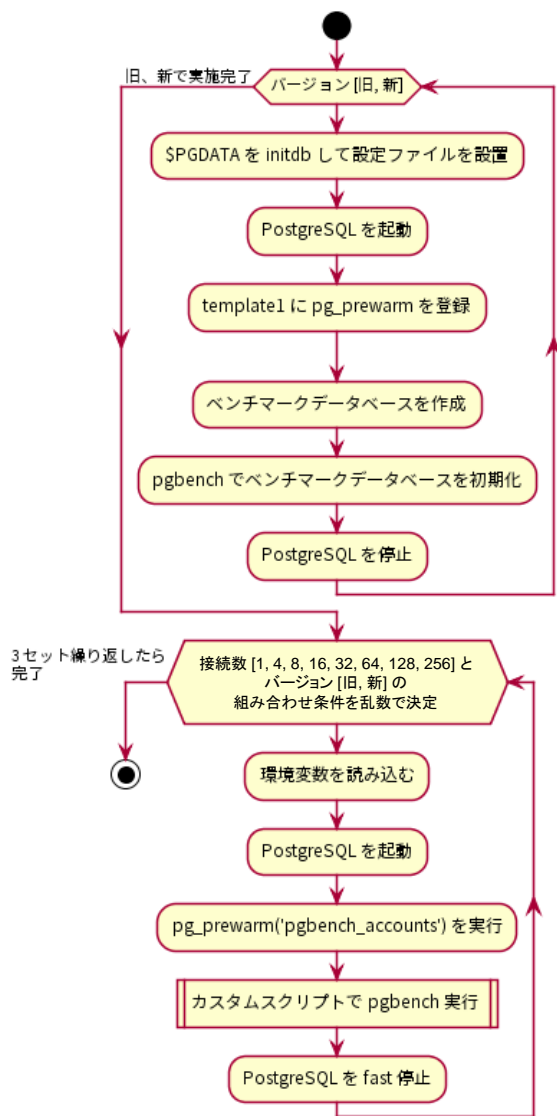 旧、新で実施完了
バージョン [旧, 新]
$PGDATA を initdb して設定ファイルを設置
PostgreSQL を起動
template1 に pg_prewarm を登録
ベンチマークデータベースを作成
pgbench でベンチマークデータベースを初期化
PostgreSQL を停止
3 セット繰り返したら
完了
接続数 [1, 4, 8, 16, 32, 64, 128, 256] と
バージョン [旧, 新] の
組み合わせ条件を乱数で決定
環境変数を読み込む
PostgreSQL を起動
pg_prewarm('pgbench_accounts') を実行
カスタムスクリプトで pgbench 実行
PostgreSQL を fast 停止